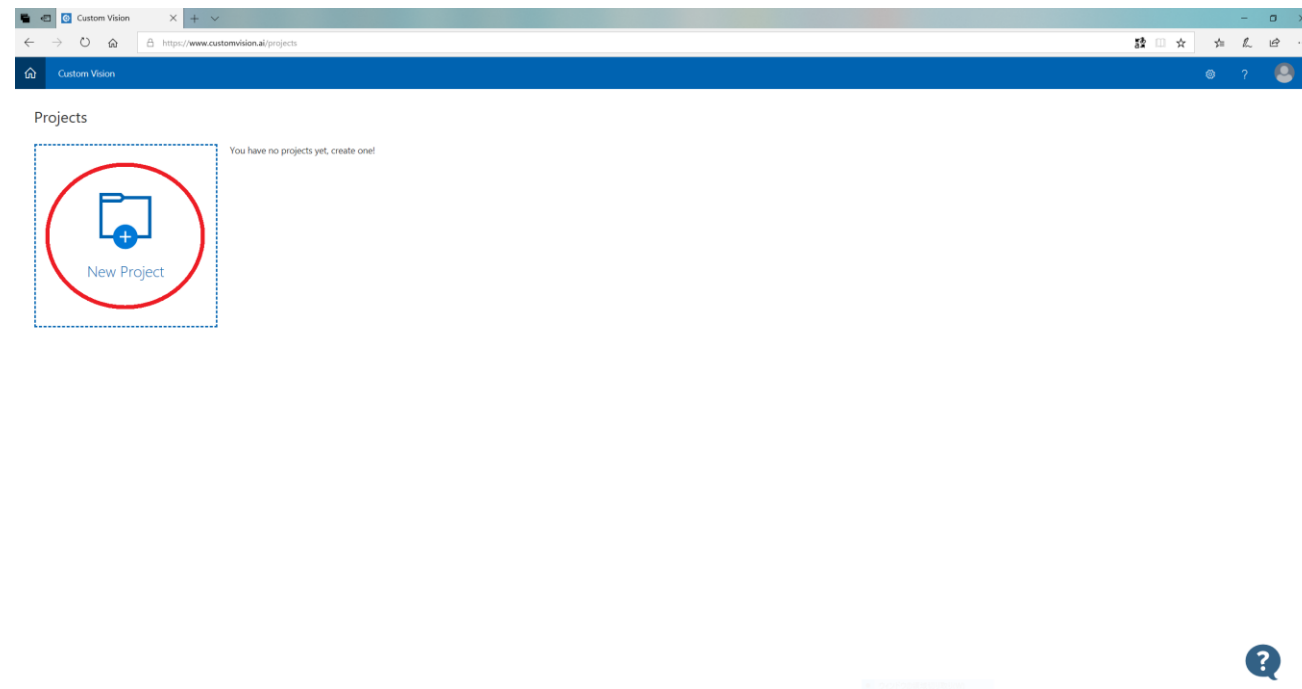 Custom Vision
https://www.customvision.ai/projects
?
Custom Vision
Projects
You have no projects yet, create one!
New Project
?